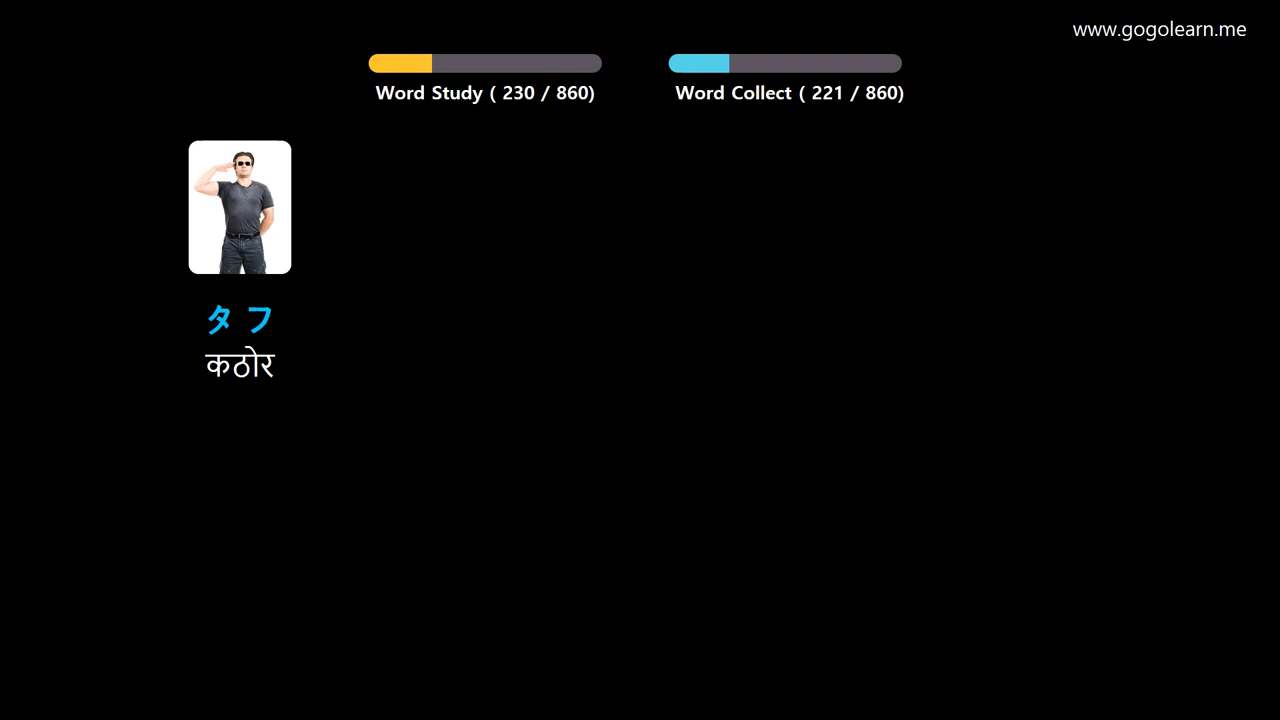 www.gogolearn.me
Word Study ( 230 / 860)
Word Collect ( 221 / 860)
タ フ
कठोर